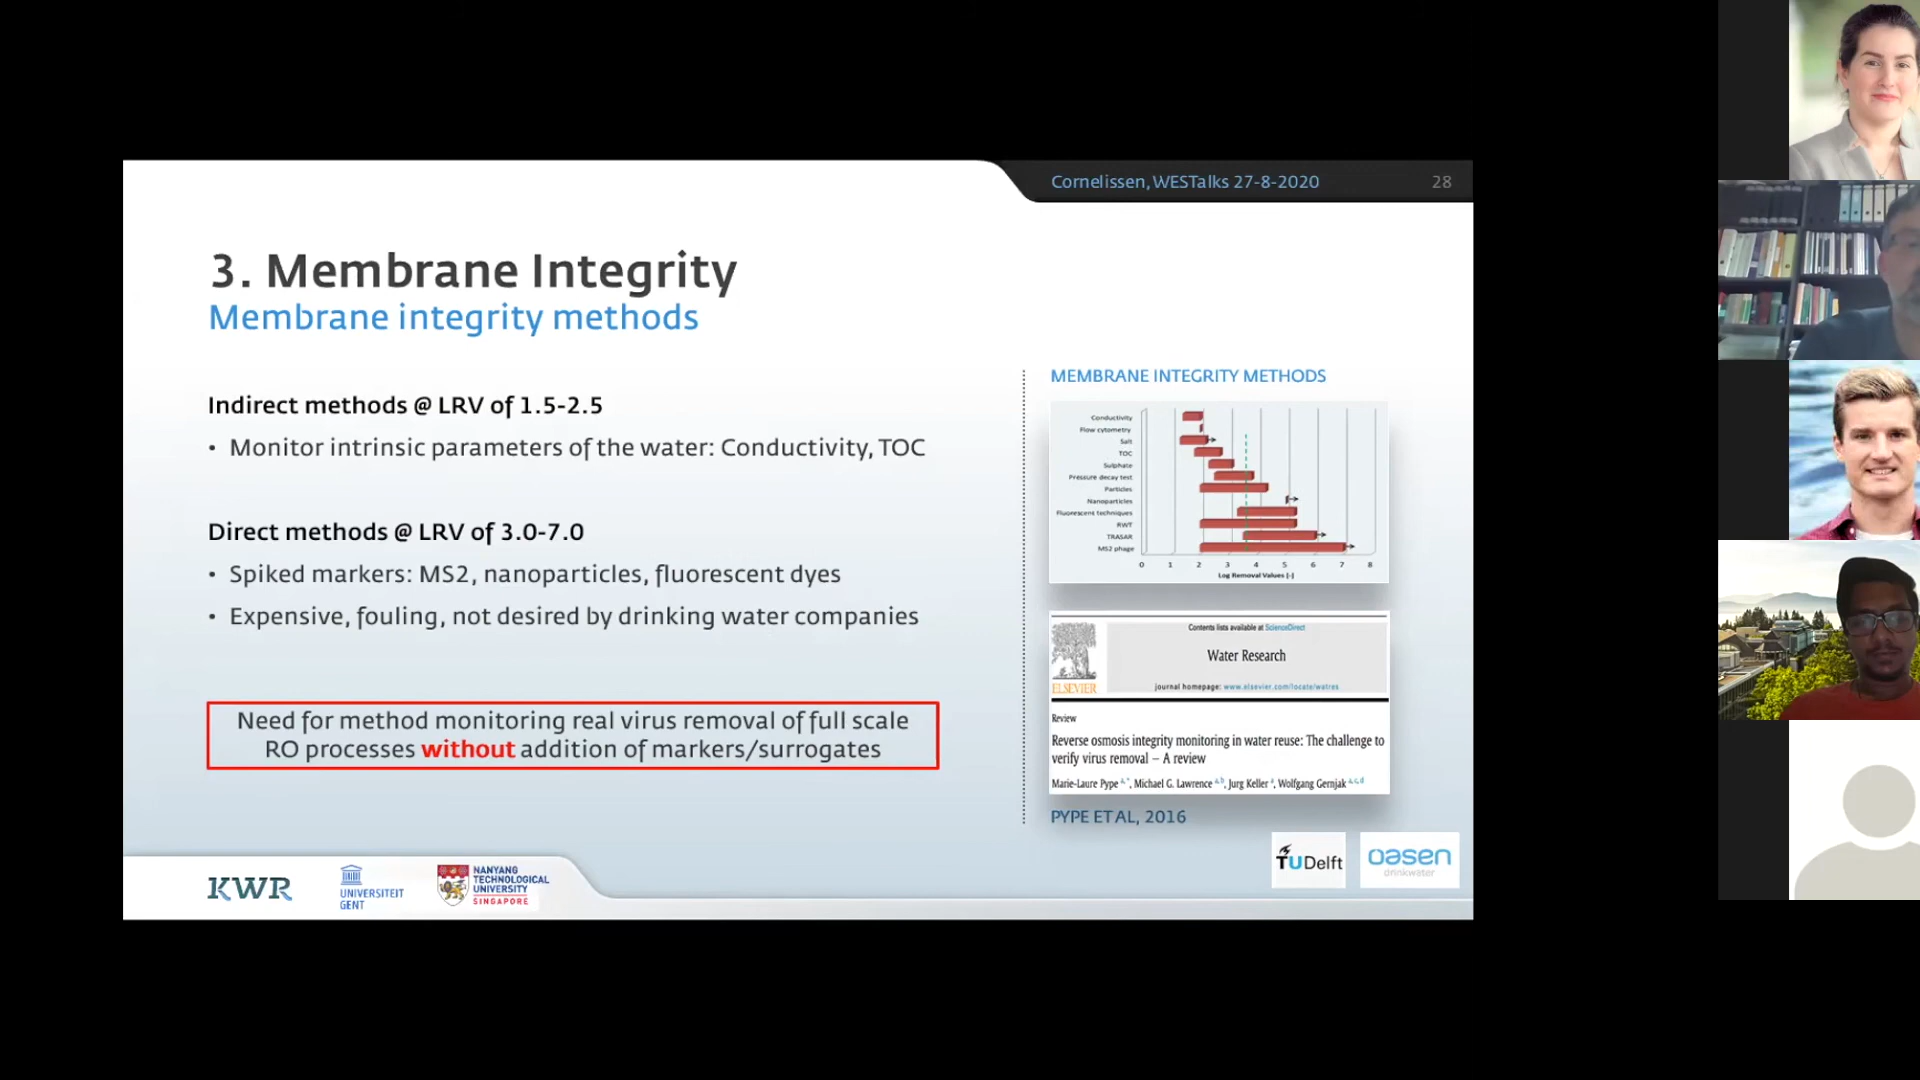 Cornelissen, WESTalks 27-8-2020 28
3. Membrane Integrity
Membrane integrity methods
Indirect methods @ LRV of 1.5-2.5
• Monitor intrinsic parameters of the water: Conductivity, TOC
Direct methods @ LRV of 3.0-7.0
• Spiked markers: MS2, nanoparticles, fluorescent dyes
• Expensive, fouling, not desired by drinking water companies
Need for method monitoring real virus removal of full scale
RO processes without addition of markers/surrogates
MEMBRANE INTEGRITY METHODS
Conductivity
Flow cytometry
Salt
TOC
Sulphate
Pressure decay test
Particles
Nanoparticles
Fluorescent techniques
RWT
TRASAR
MS2 phage
0 1 2 3 4 5 6 7 8
Log Removal Values [-]
Contents lists available at ScienceDirect
Water Research
journal homepage: www.elsevier.com/locate/watres
ELSEVIER
Review
Reverse osmosis integrity monitoring in water reuse: The challenge to
verify virus removal – A review
Marie-Laure Pype a,*, Michael G. Lawrence a,b, Jurg Keller a, Wolfgang Gernjak a,c,d
PYPE ET AL, 2016
KWR
UNIVERSITEIT
GENT
NANYANG
TECHNOLOGICAL
UNIVERSITY
SINGAPORE
TUDelft
oasen
drinkwater